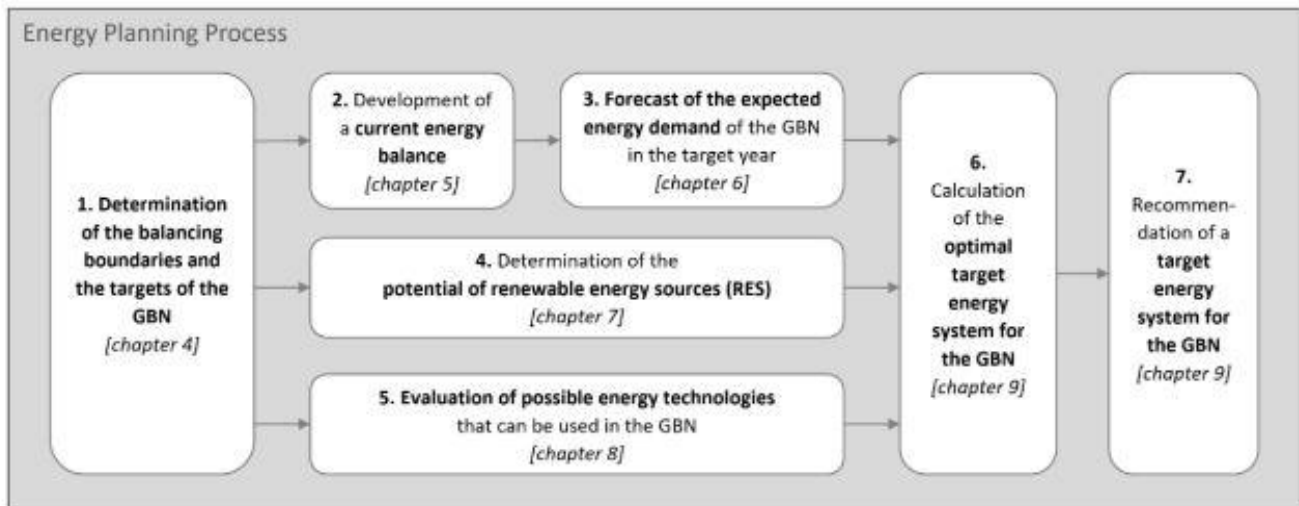 Energy Planning Process
1. Determination
of the balancing
boundaries and
the targets of the
GBN
[chapter 4]
2. Development of
a current energy
balance
[chapter 5]
3. Forecast of the expected
energy demand of the GBN
in the target year
[chapter 6]
4. Determination of the
potential of renewable energy sources (RES)
[chapter 7]
5. Evaluation of possible energy technologies
that can be used in the GBN
[chapter 8]
6.
Calculation
of the
optimal
target
energy
system for
the GBN
[chapter 9]
7.
Recommen-
dation of a
target
energy
system for
the GBN
[chapter 9]